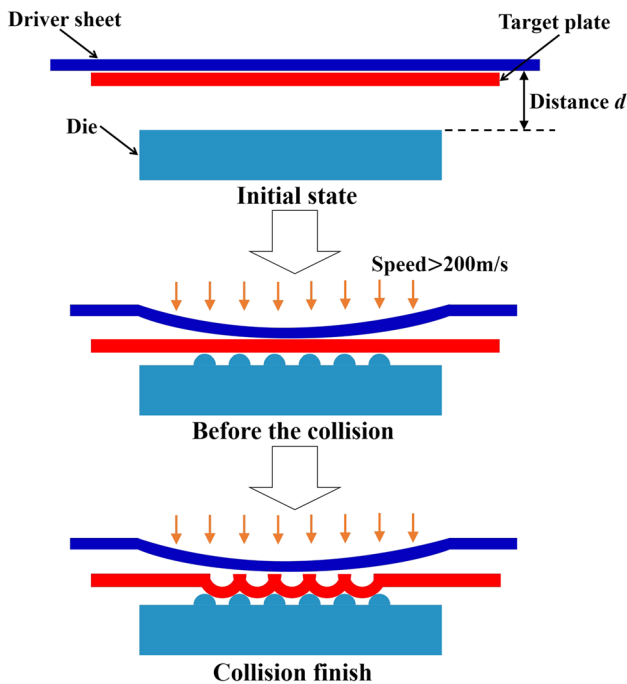 Driver sheet
Target plate
Distance d
Die
Initial state
Speed>200m/s
Before the collision
Collision finish